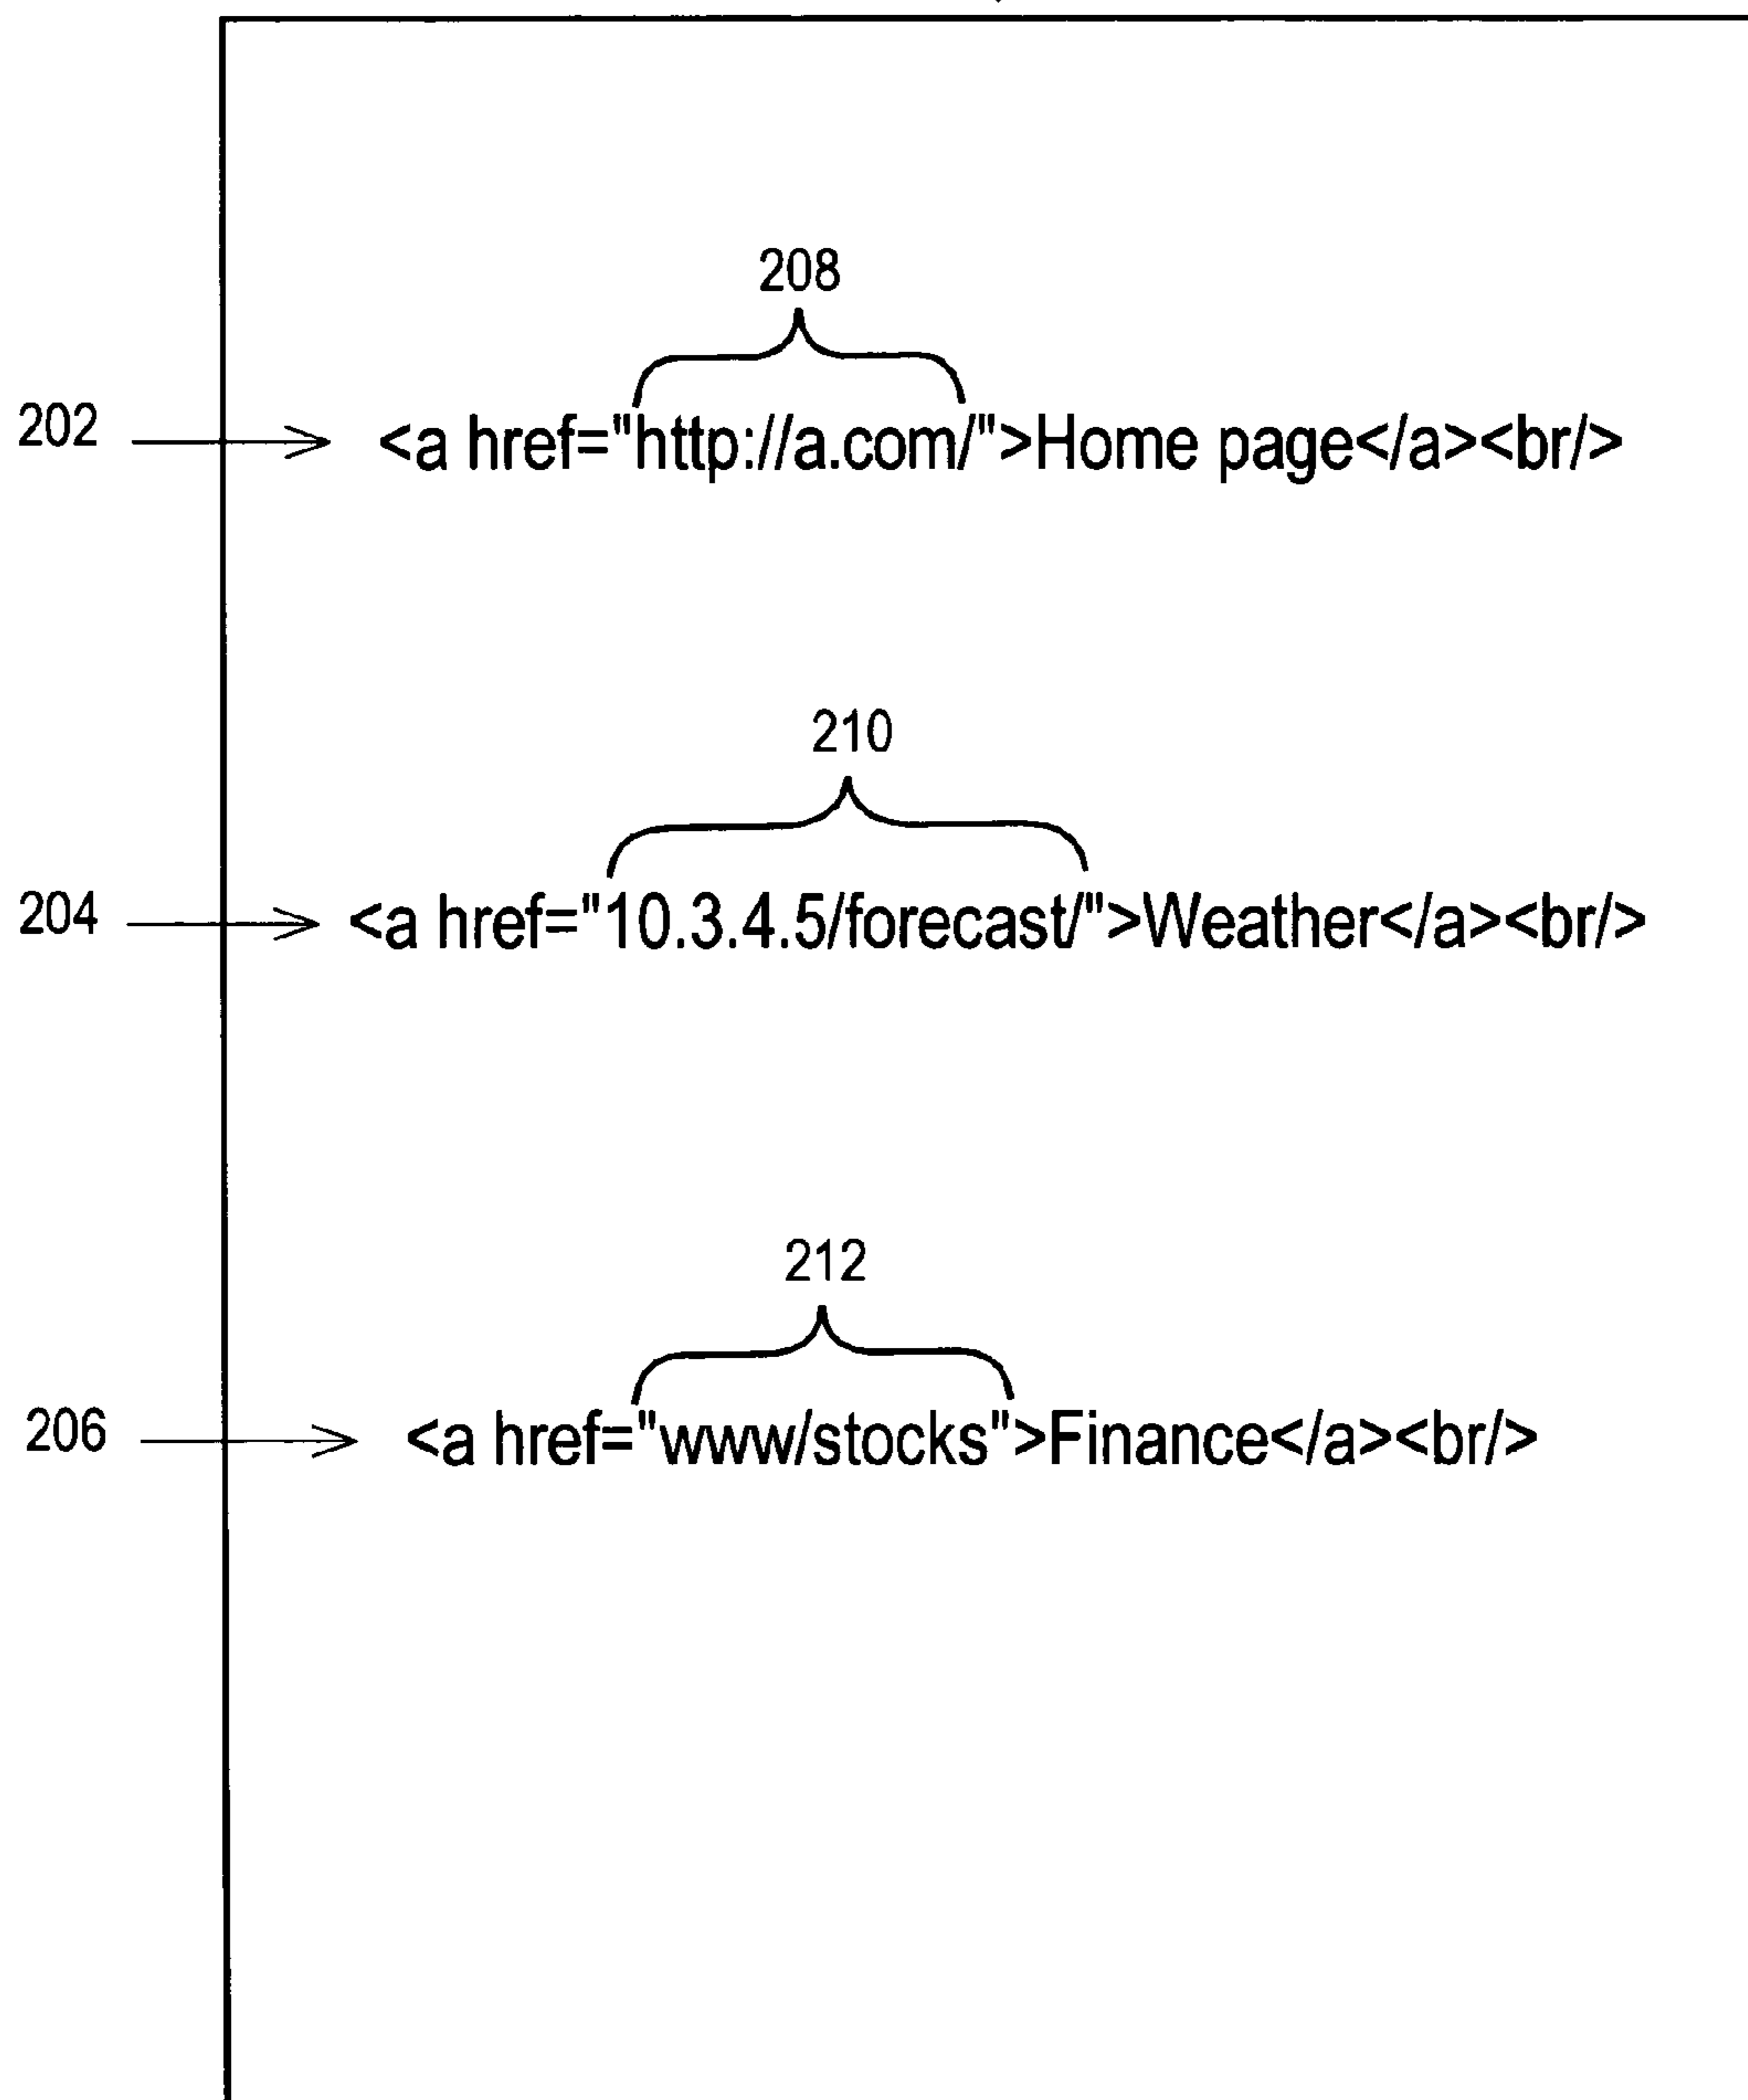 208
202 <a href="http://a.com/">Home page</a><br/>
210
204 <a href="10.3.4.5/forecast/">Weather</a><br/>
212
206 <a href="www/stocks">Finance</a><br/>